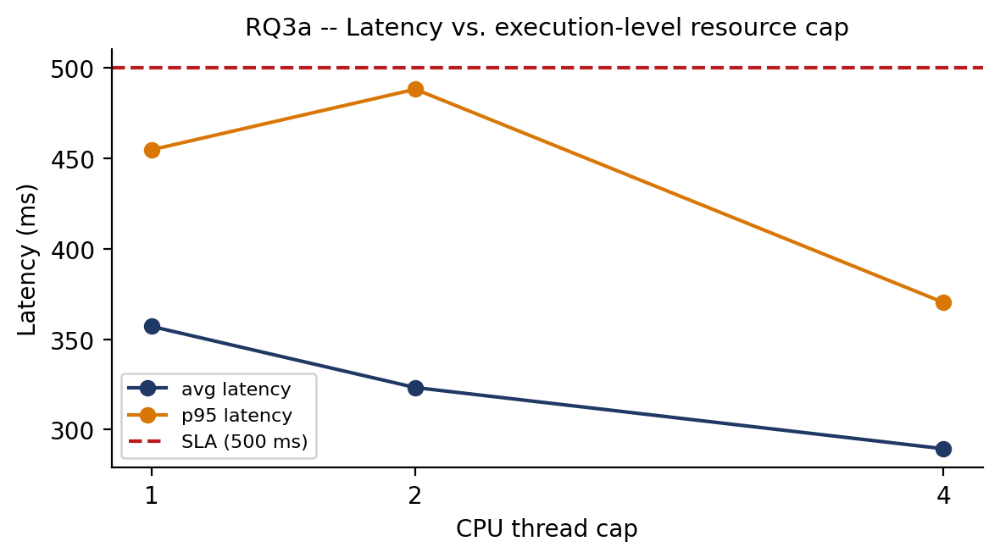 RQ3a -- Latency vs. execution-level resource cap
500
450
400
350
300
Latency (ms)
avg latency
p95 latency
SLA (500 ms)
1
2
4
CPU thread cap